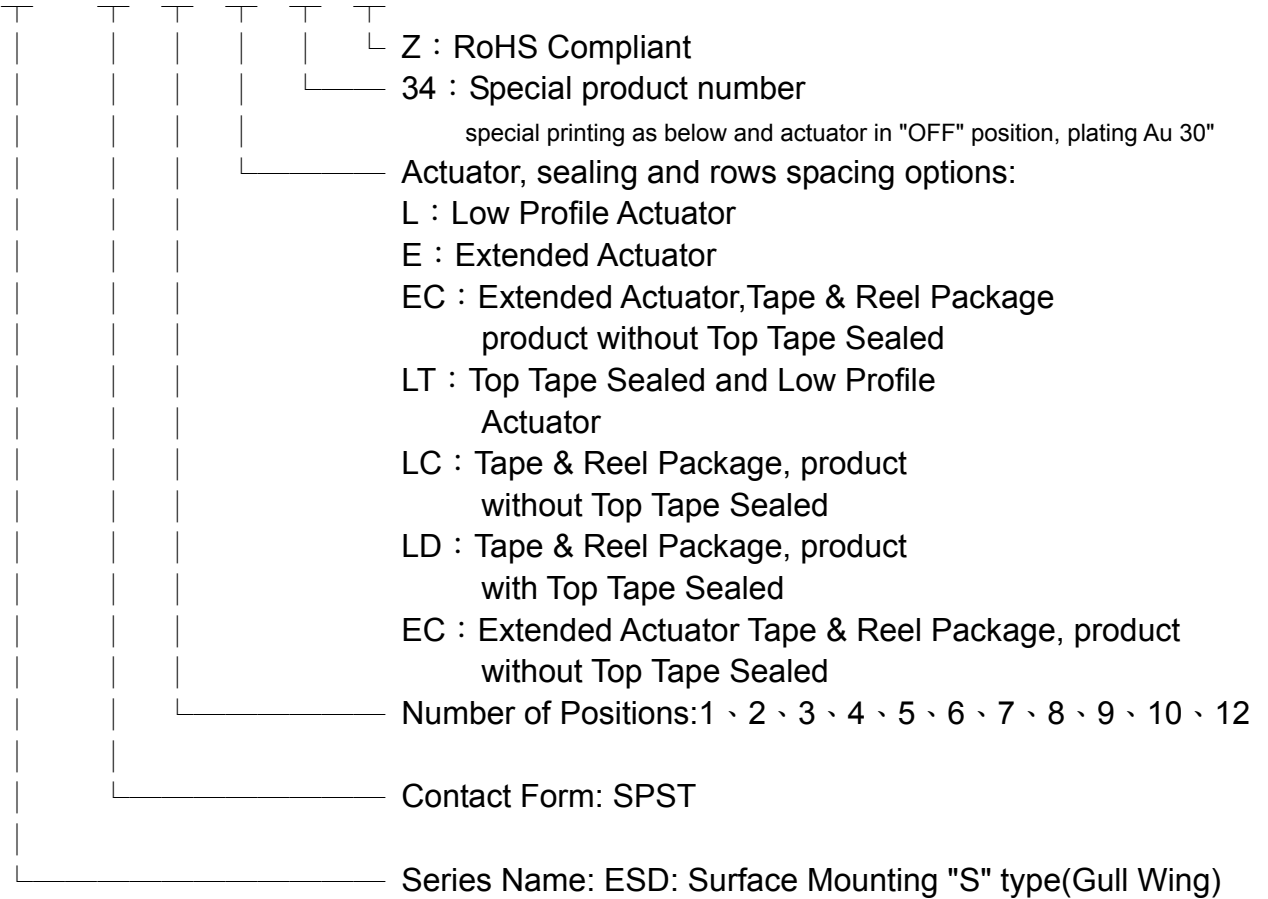 Z：RoHS Compliant
34：Special product number
special printing as below and actuator in "OFF" position, plating Au 30"
Actuator, sealing and rows spacing options:
L：Low Profile Actuator
E：Extended Actuator
EC：Extended Actuator,Tape & Reel Package
product without Top Tape Sealed
LT：Top Tape Sealed and Low Profile
Actuator
LC：Tape & Reel Package, product
without Top Tape Sealed
LD：Tape & Reel Package, product
with Top Tape Sealed
EC：Extended Actuator Tape & Reel Package, product
without Top Tape Sealed
Number of Positions:1、2、3、4、5、6、7、8、9、10、12
Contact Form: SPST
Series Name: ESD: Surface Mounting "S" type(Gull Wing)